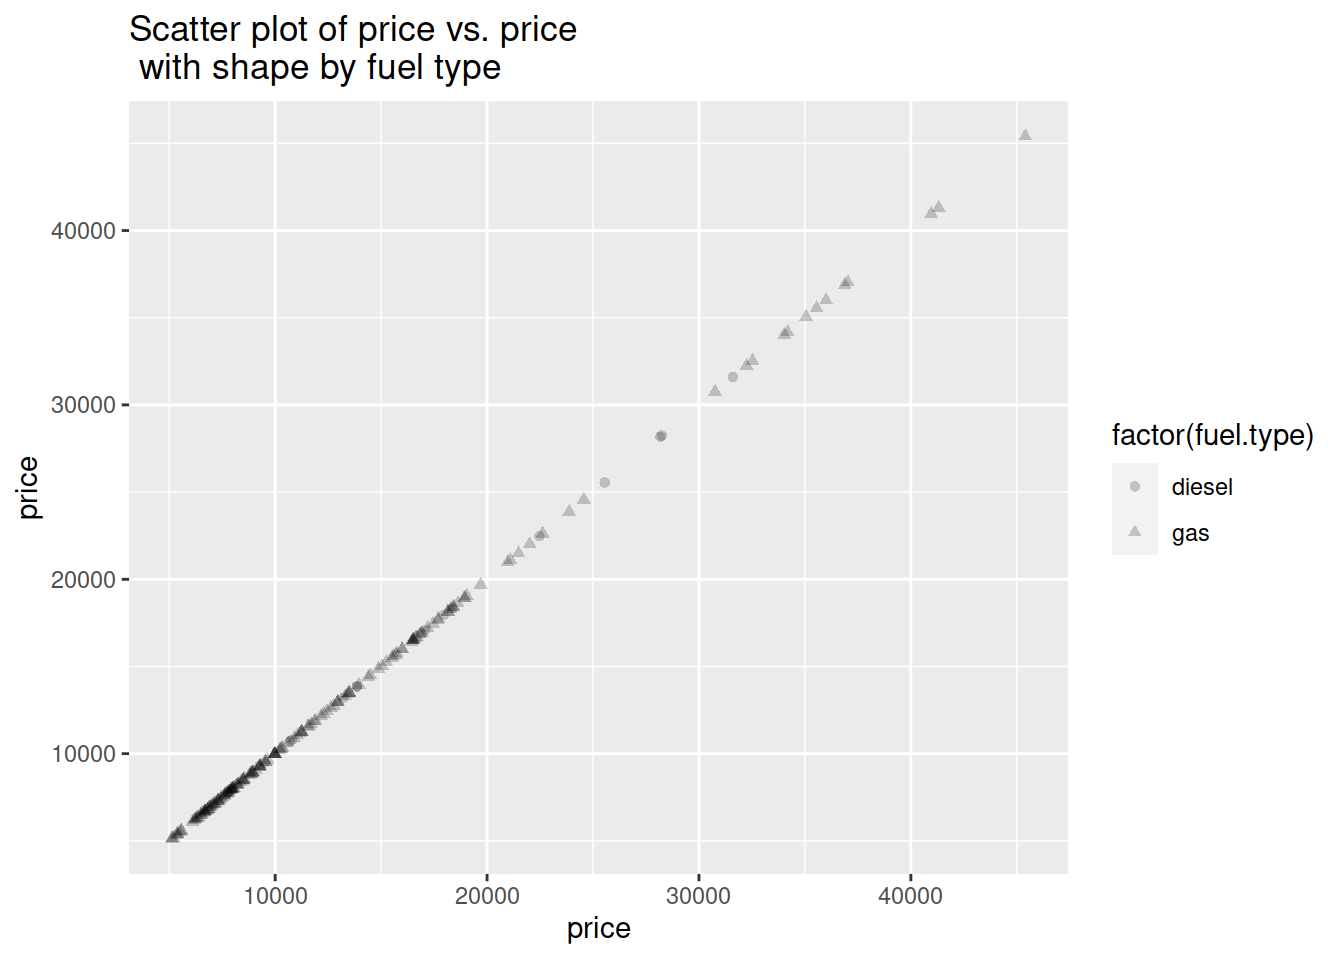 Scatter plot of price vs. price
with shape by fuel type
40000
30000
20000
10000
price
10000 20000 30000 40000
price
factor(fuel.type)
diesel
gas